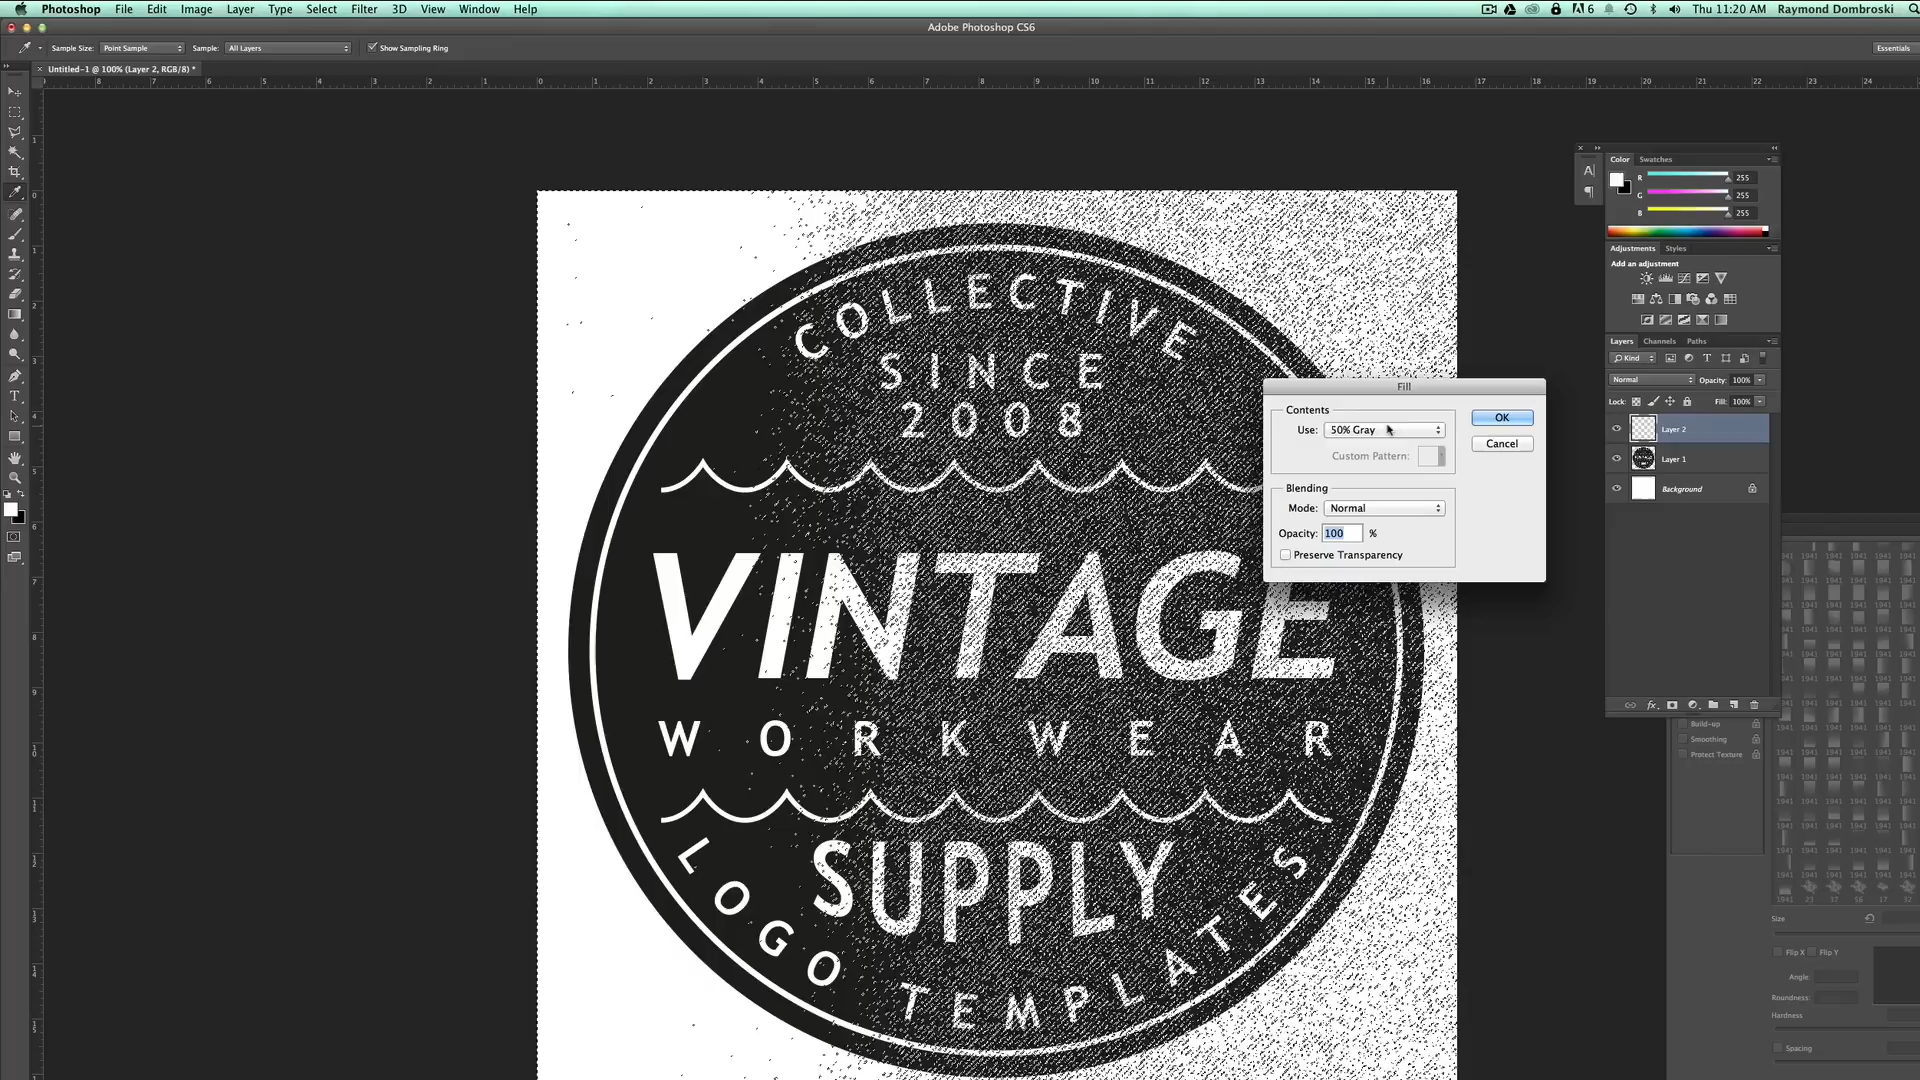 Photoshop File Edit Image Layer Type Select Filter 3D View Window Help
6 Thu 11:20 AM Raymond Dombroski
Adobe Photoshop CS6
Sample Size: Point Sample Sample: All Layers Show Sampling Ring Essentials
Untitled-1 @ 100% (Layer 2, RGB/8) *
COLLECTIVE
SINCE
2008
VINTAGE
WORKWEAR
SUPPLY
LOGO TEMPLATES
Fill
Contents
Use: 50% Gray
Custom Pattern:
OK
Cancel
Blending
Mode: Normal
Opacity: 100 %
Preserve Transparency
Color Swatches
R 255
G 255
B 255
Adjustments Styles
Add an adjustment
Layers Channels Paths
Kind
Normal Opacity: 100%
Lock: Fill: 100%
Layer 2
Layer 1
Background
Build-up
Smoothing
Protect Texture
Size
Flip X Flip Y
Angle:
Roundness:
Hardness
Spacing